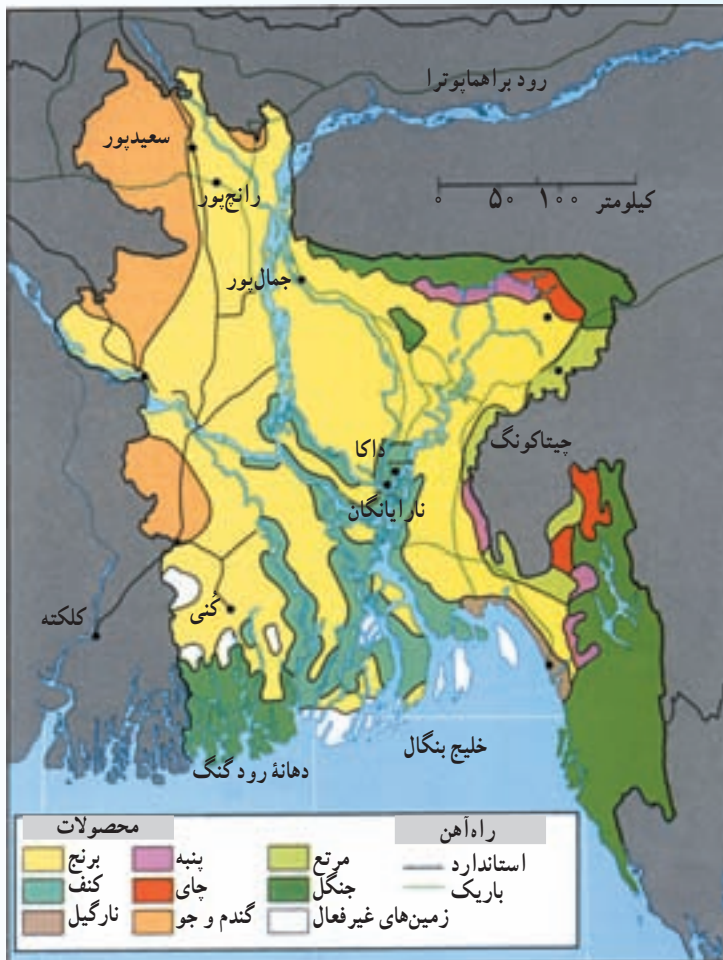 رود براهماپوترا
سعیدپور
رانچ‌پور
۰ ۵۰ ۱۰۰ کیلومتر
جمال‌پور
چیتاکونگ
داکا
نارایانگان
کُنی
کلکته
خلیج بنگال
دهانهٔ رود گنگ
محصولات
برنج
کنف
نارگیل
پنبه
چای
گندم و جو
مرتع
جنگل
زمین‌های غیرفعال
راه‌آهن
استاندارد
باریک